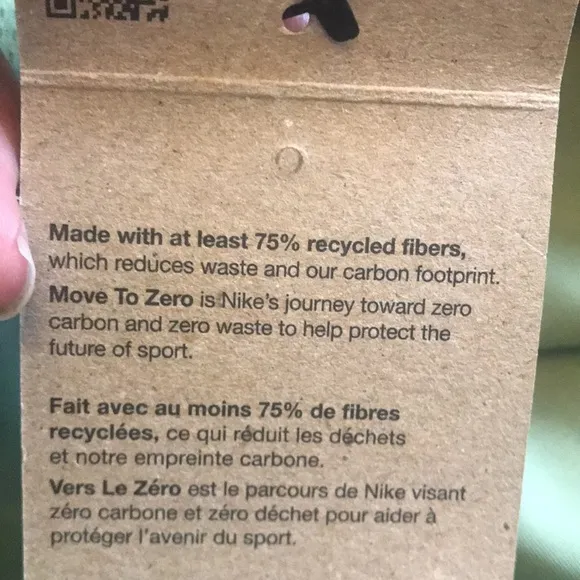 Made with at least 75% recycled fibers,
which reduces waste and our carbon footprint.
Move To Zero is Nike's journey toward zero
carbon and zero waste to help protect the
future of sport.
Fait avec au moins 75% de fibres
recyclées, ce qui réduit les déchets
et notre empreinte carbone.
Vers Le Zéro est le parcours de Nike visant
zéro carbone et zéro déchet pour aider à
protéger l'avenir du sport.